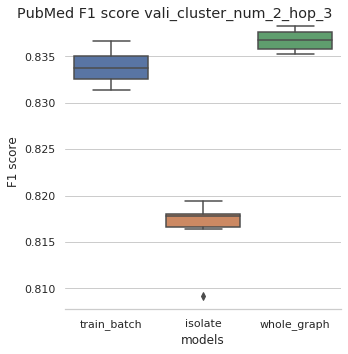 PubMed F1 score vali_cluster_num_2_hop_3
0.835
0.830
0.825
0.820
0.815
0.810
F1 score
train_batch isolate whole_graph
models